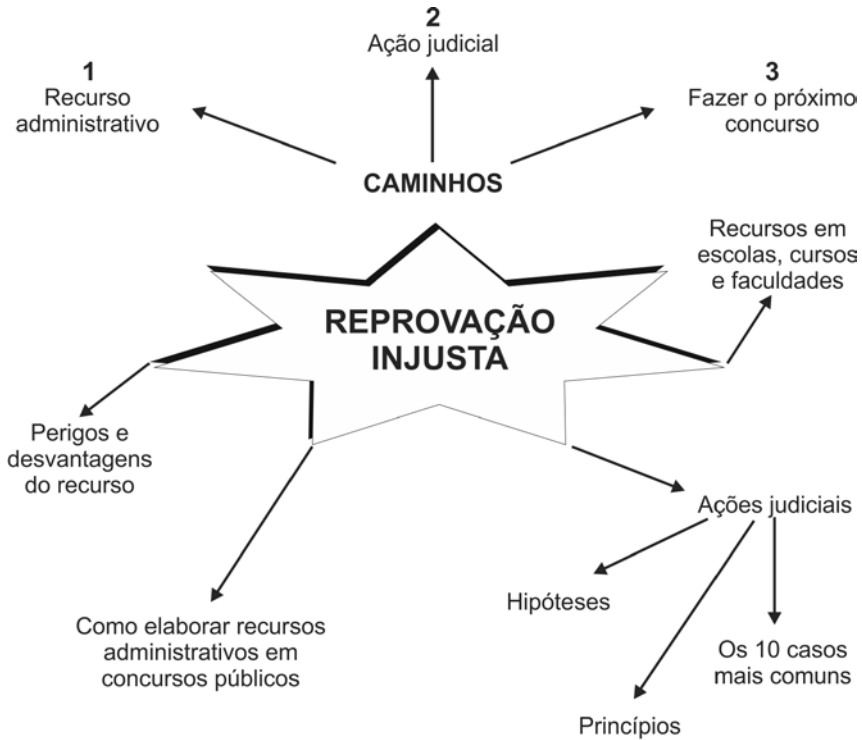 1
Recurso
administrativo
2
Ação judicial
3
Fazer o próximo
concurso
CAMINHOS
REPROVAÇÃO
INJUSTA
Recursos em
escolas, cursos
e faculdades
Perigos e
desvantagens
do recurso
Como elaborar recursos
administrativos em
concursos públicos
Ações judiciais
Hipóteses
Princípios
Os 10 casos
mais comuns